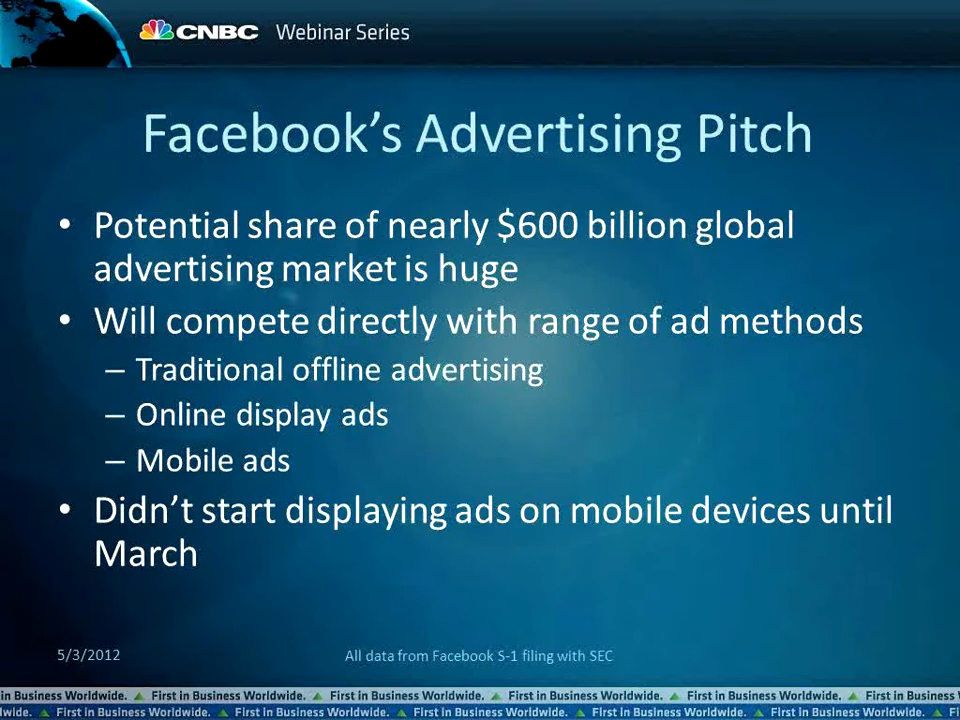 CNBC Webinar Series
Facebook’s Advertising Pitch
• Potential share of nearly $600 billion global
advertising market is huge
• Will compete directly with range of ad methods
– Traditional offline advertising
– Online display ads
– Mobile ads
• Didn’t start displaying ads on mobile devices until
March
5/3/2012
All data from Facebook S-1 filing with SEC
in Business Worldwide. First in Business Worldwide. First in Business Worldwide. First in Business Worldwide. First in Business Worldwide. First in Business
wide. First in Business Worldwide. First in Business Worldwide. First in Business Worldwide. First in Business Worldwide. First in Business Worldwide. Fi